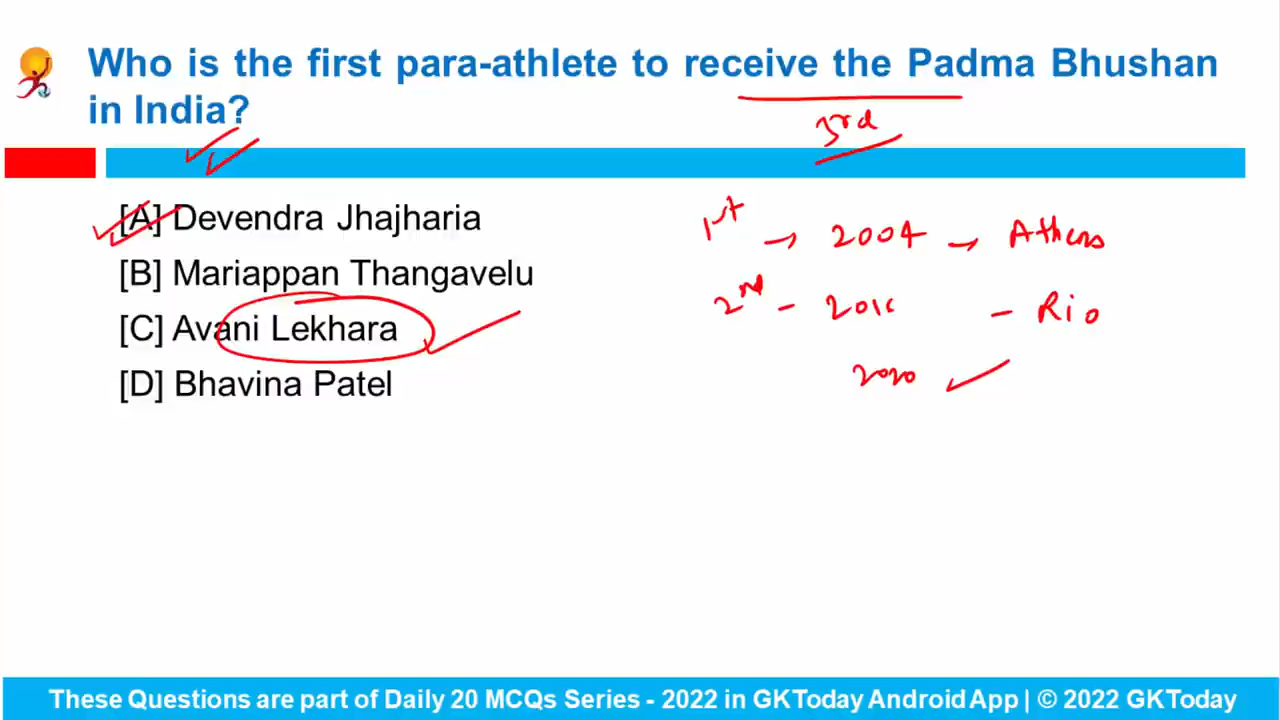 Who is the first para-athlete to receive the Padma Bhushan
in India?
3rd
[A] Devendra Jhajharia
[B] Mariappan Thangavelu
[C] Avani Lekhara
[D] Bhavina Patel
1st → 2004 → Athens
2nd - 2016 - Rio
2020
These Questions are part of Daily 20 MCQs Series - 2022 in GKToday Android App | © 2022 GKToday